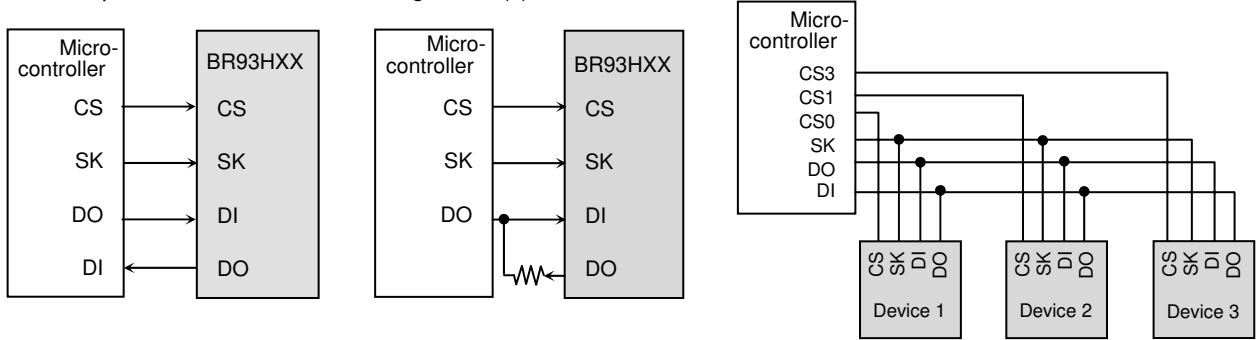 Micro-
controller
BR93HXX
CS
CS
SK
SK
DO
DI
DI
DO
Micro-
controller
BR93HXX
CS
CS
SK
SK
DO
DI
DO
Micro-
controller
CS3
CS1
CS0
SK
DO
DI
CS
SK
DI
DO
Device 1
CS
SK
DI
DO
Device 2
CS
SK
DI
DO
Device 3